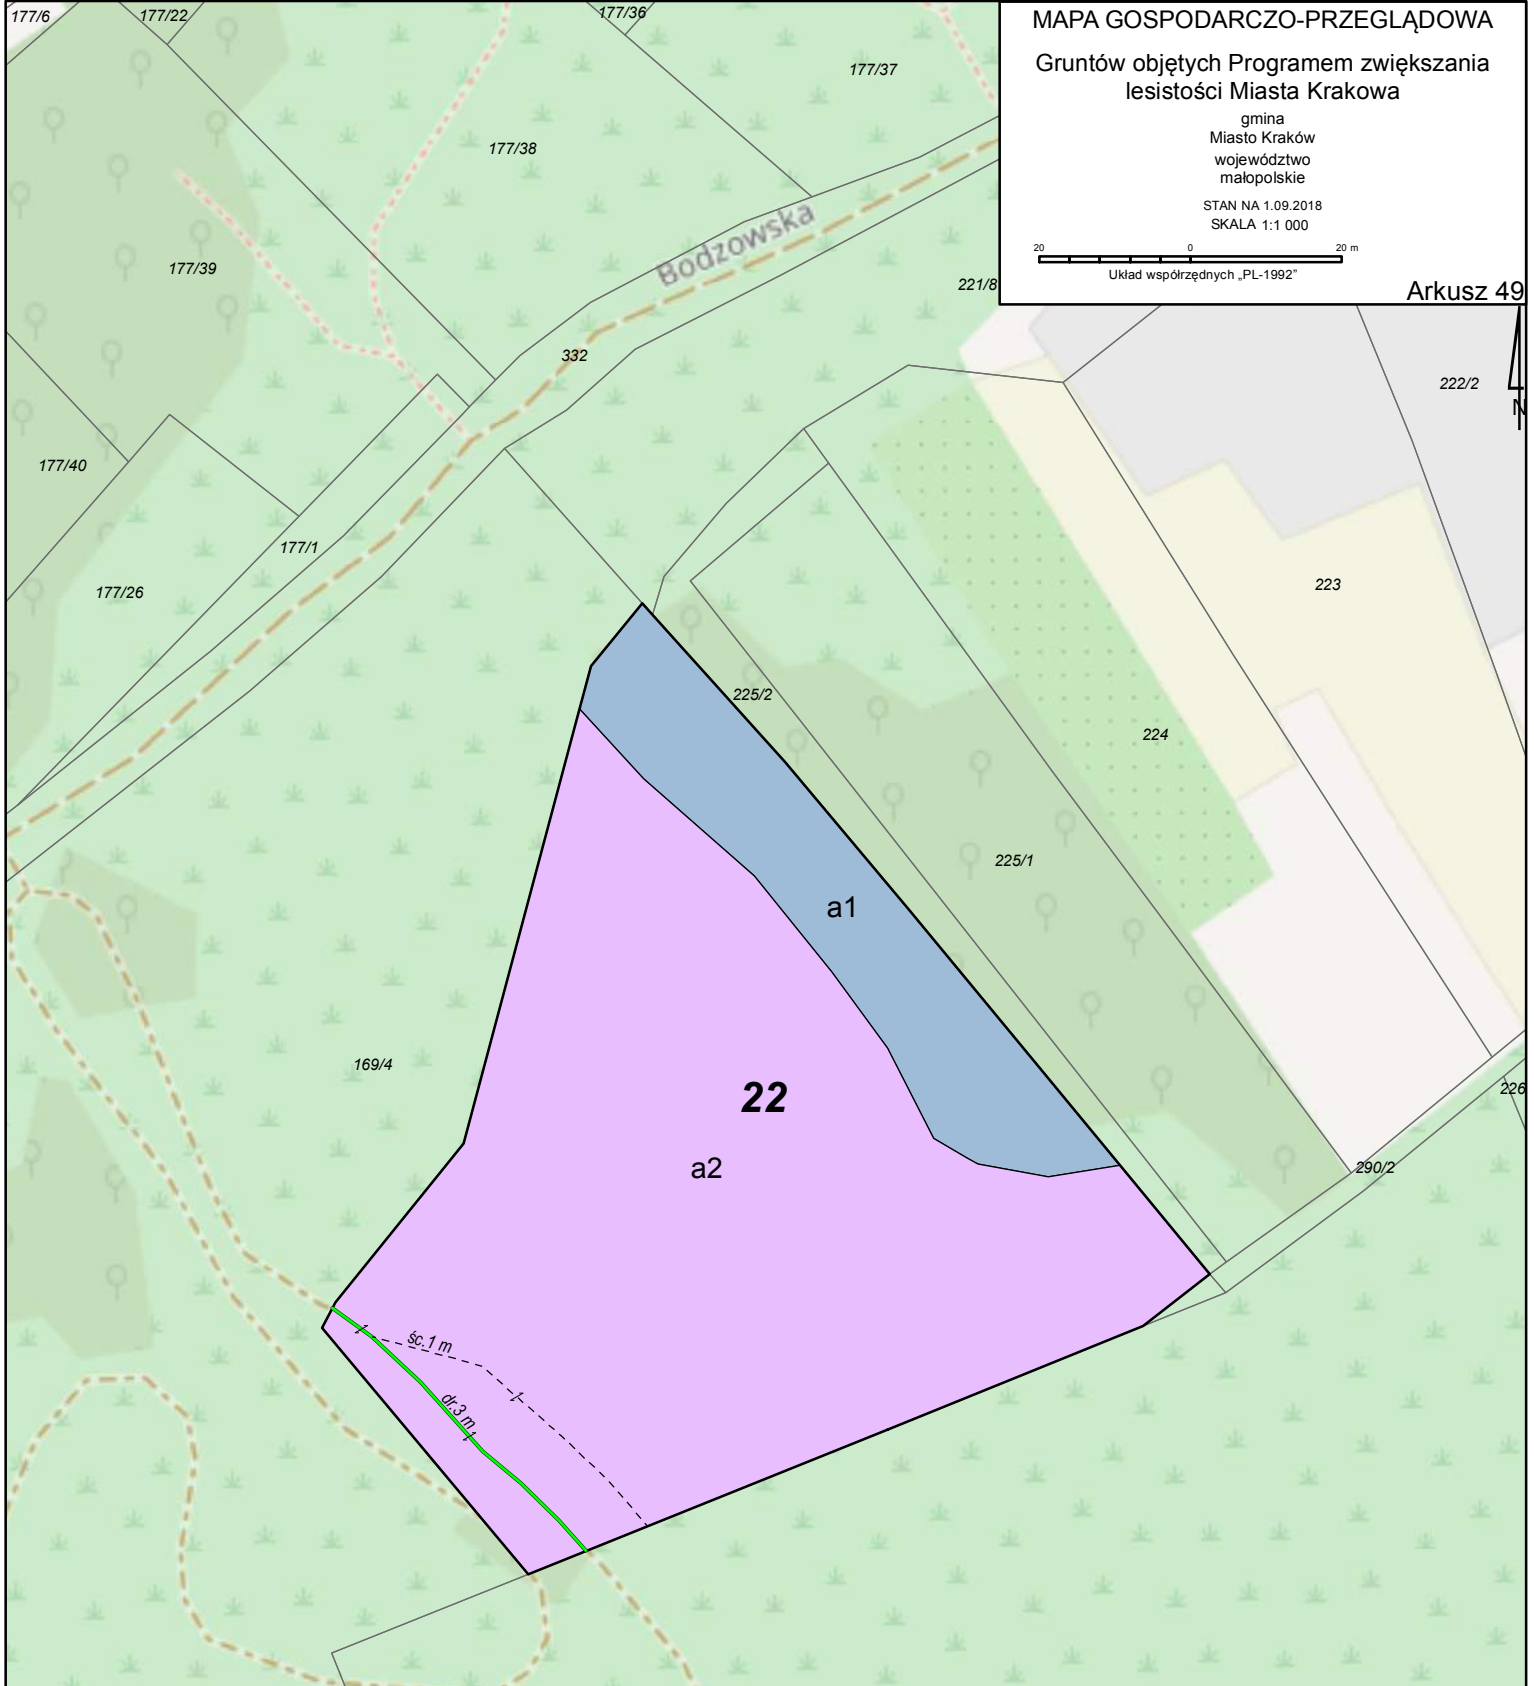 MAPA GOSPODARCZO-PRZEGLĄDOWA
Gruntów objętych Programem zwiększania
lesistości Miasta Krakowa
gmina
Miasto Kraków
województwo
małopolskie
STAN NA 1.09.2018
SKALA 1:1 000
20 0 20 m
Układ współrzędnych „PL-1992”
Arkusz 49
N
177/6
177/22
177/36
177/37
177/38
177/39
Bodzowska
221/8
332
222/2
177/40
177/1
177/26
223
225/2
224
225/1
a1
169/4
22
226
a2
290/2
śc.1 m
dr.3 m